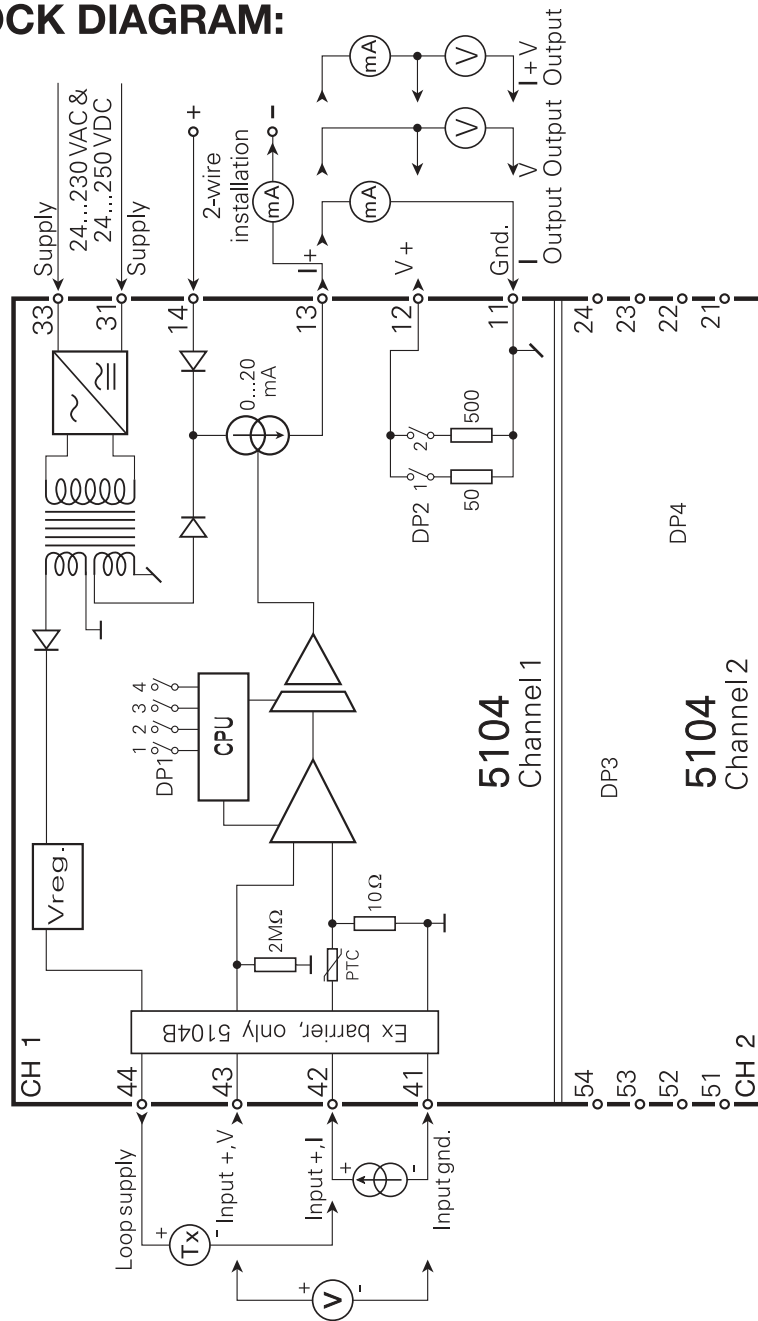 OCK DIAGRAM:
Supply
24...230 VAC &
24...250 VDC
Supply
+
2-wire
installation
-
mA
I+
mA
V +
Gnd.
mA
V
V
I
Output
V
Output
I + V
Output
33
31
14
13
12
11
24
23
22
21
0...20
mA
DP2
1
2
50
500
DP4
1 2 3 4
DP1
CPU
5104
Channel 1
DP3
5104
Channel 2
Vreg.
2MΩ
PTC
10Ω
Ex barrier, only 5104B
CH 1
44
43
42
41
54
53
52
51
CH 2
Loop supply
Input +, V
Input +, I
Input gnd.
+
Tx
-
+
-
+
V
-